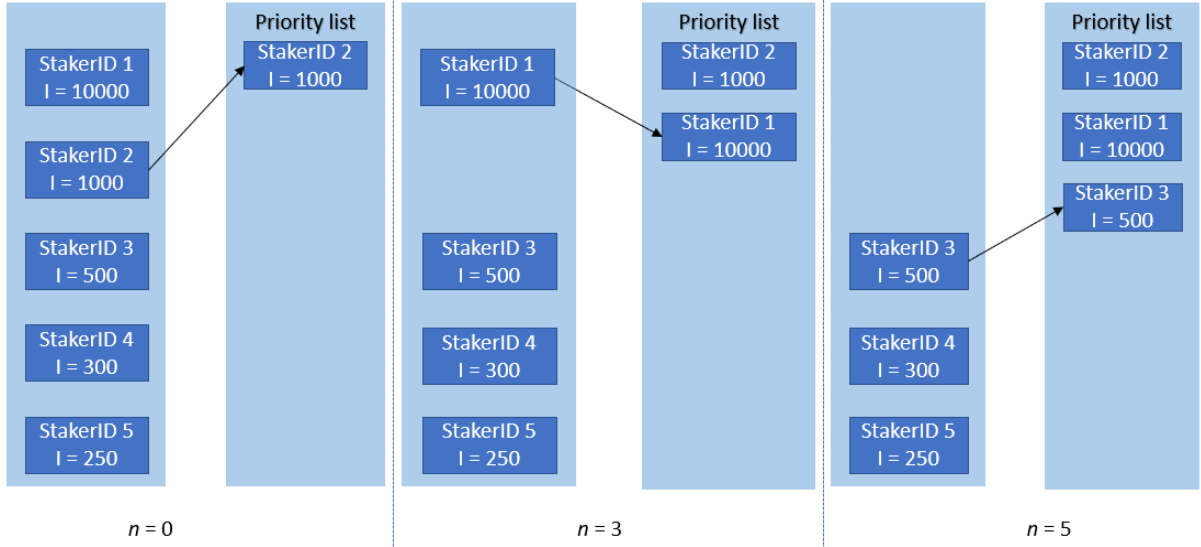 StakerID 1
I = 10000
StakerID 2
I = 1000
StakerID 3
I = 500
StakerID 4
I = 300
StakerID 5
I = 250
Priority list
StakerID 2
I = 1000
n = 0
StakerID 1
I = 10000
StakerID 3
I = 500
StakerID 4
I = 300
StakerID 5
I = 250
Priority list
StakerID 2
I = 1000
StakerID 1
I = 10000
n = 3
StakerID 3
I = 500
StakerID 4
I = 300
StakerID 5
I = 250
Priority list
StakerID 2
I = 1000
StakerID 1
I = 10000
StakerID 3
I = 500
n = 5